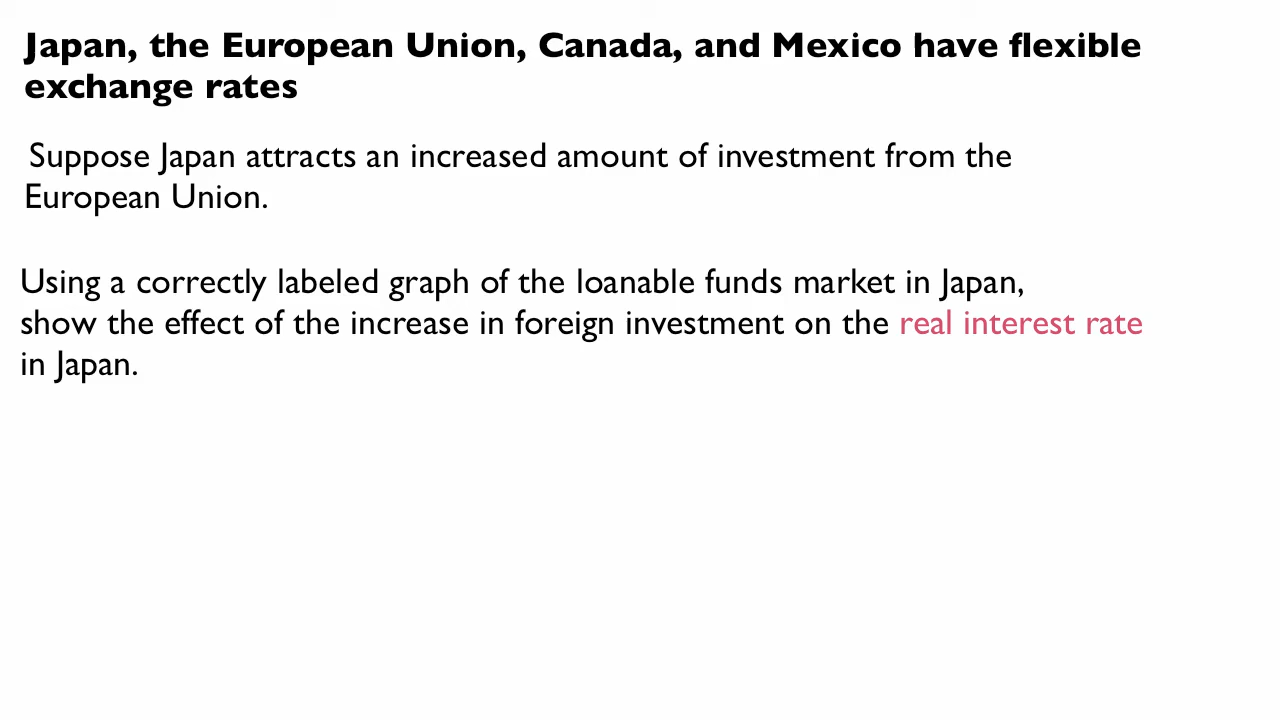 Japan, the European Union, Canada, and Mexico have flexible
exchange rates
Suppose Japan attracts an increased amount of investment from the
European Union.
Using a correctly labeled graph of the loanable funds market in Japan,
show the effect of the increase in foreign investment on the real interest rate
in Japan.